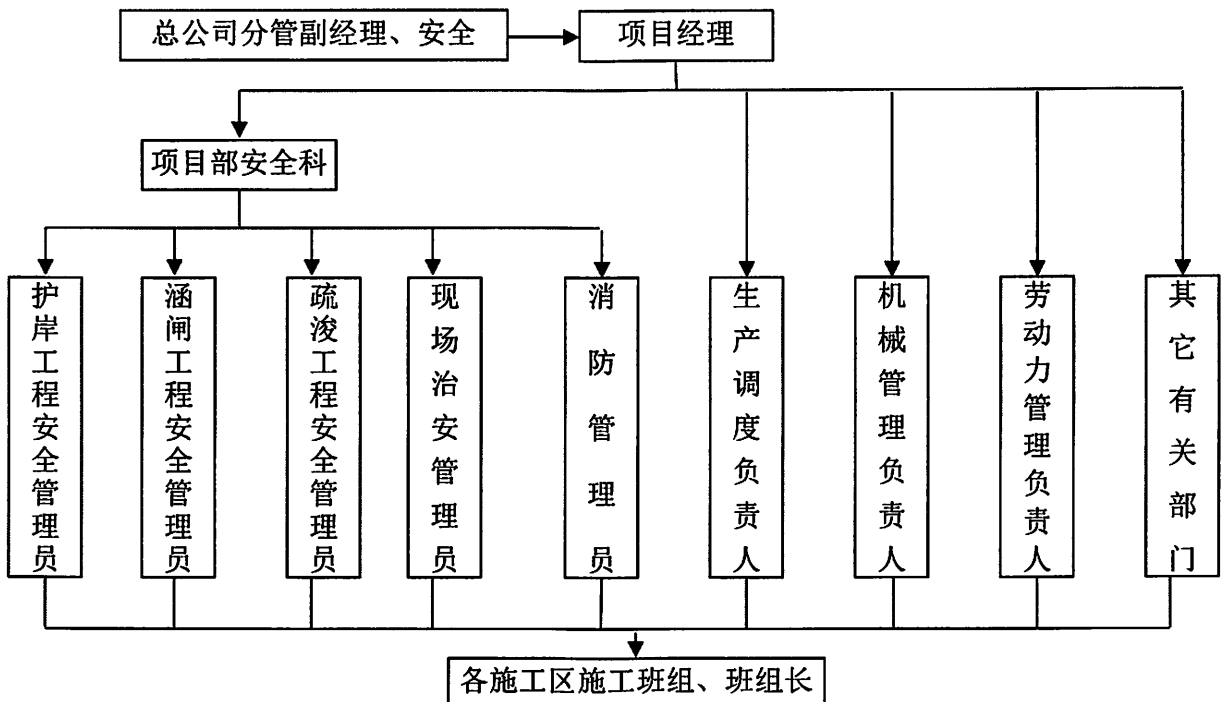 总公司分管副经理、安全
项目经理
项目部安全科
护岸工程安全管理员
涵闸工程安全管理员
疏浚工程安全管理员
现场治安管理员
消防管理员
生产调度负责人
机械管理负责人
劳动力管理负责人
其它有关部门
各施工区施工班组、班组长